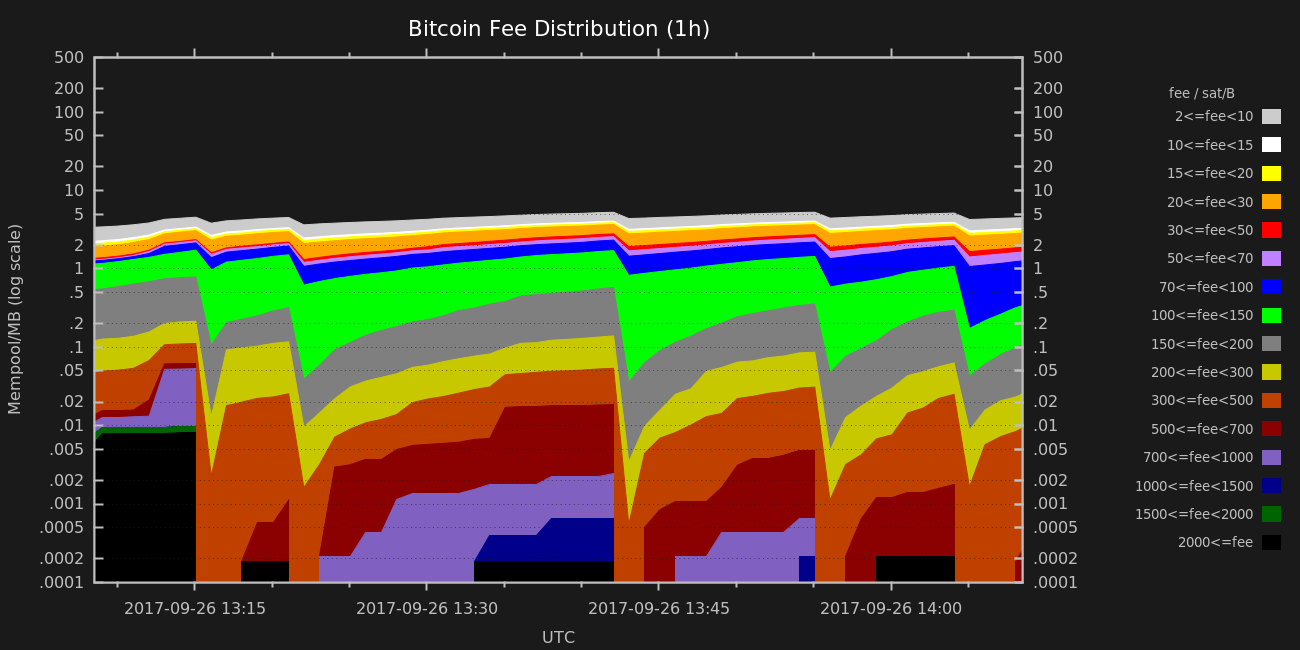 Bitcoin Fee Distribution (1h)
Mempool/MB (log scale)
500
200
100
50
20
10
5
2
1
.5
.2
.1
.05
.02
.01
.005
.002
.001
.0005
.0002
.0001
500
200
100
50
20
10
5
2
1
.5
.2
.1
.05
.02
.01
.005
.002
.001
.0005
.0002
.0001
2017-09-26 13:15
2017-09-26 13:30
2017-09-26 13:45
2017-09-26 14:00
UTC
fee / sat/B
2<=fee<10
10<=fee<15
15<=fee<20
20<=fee<30
30<=fee<50
50<=fee<70
70<=fee<100
100<=fee<150
150<=fee<200
200<=fee<300
300<=fee<500
500<=fee<700
700<=fee<1000
1000<=fee<1500
1500<=fee<2000
2000<=fee